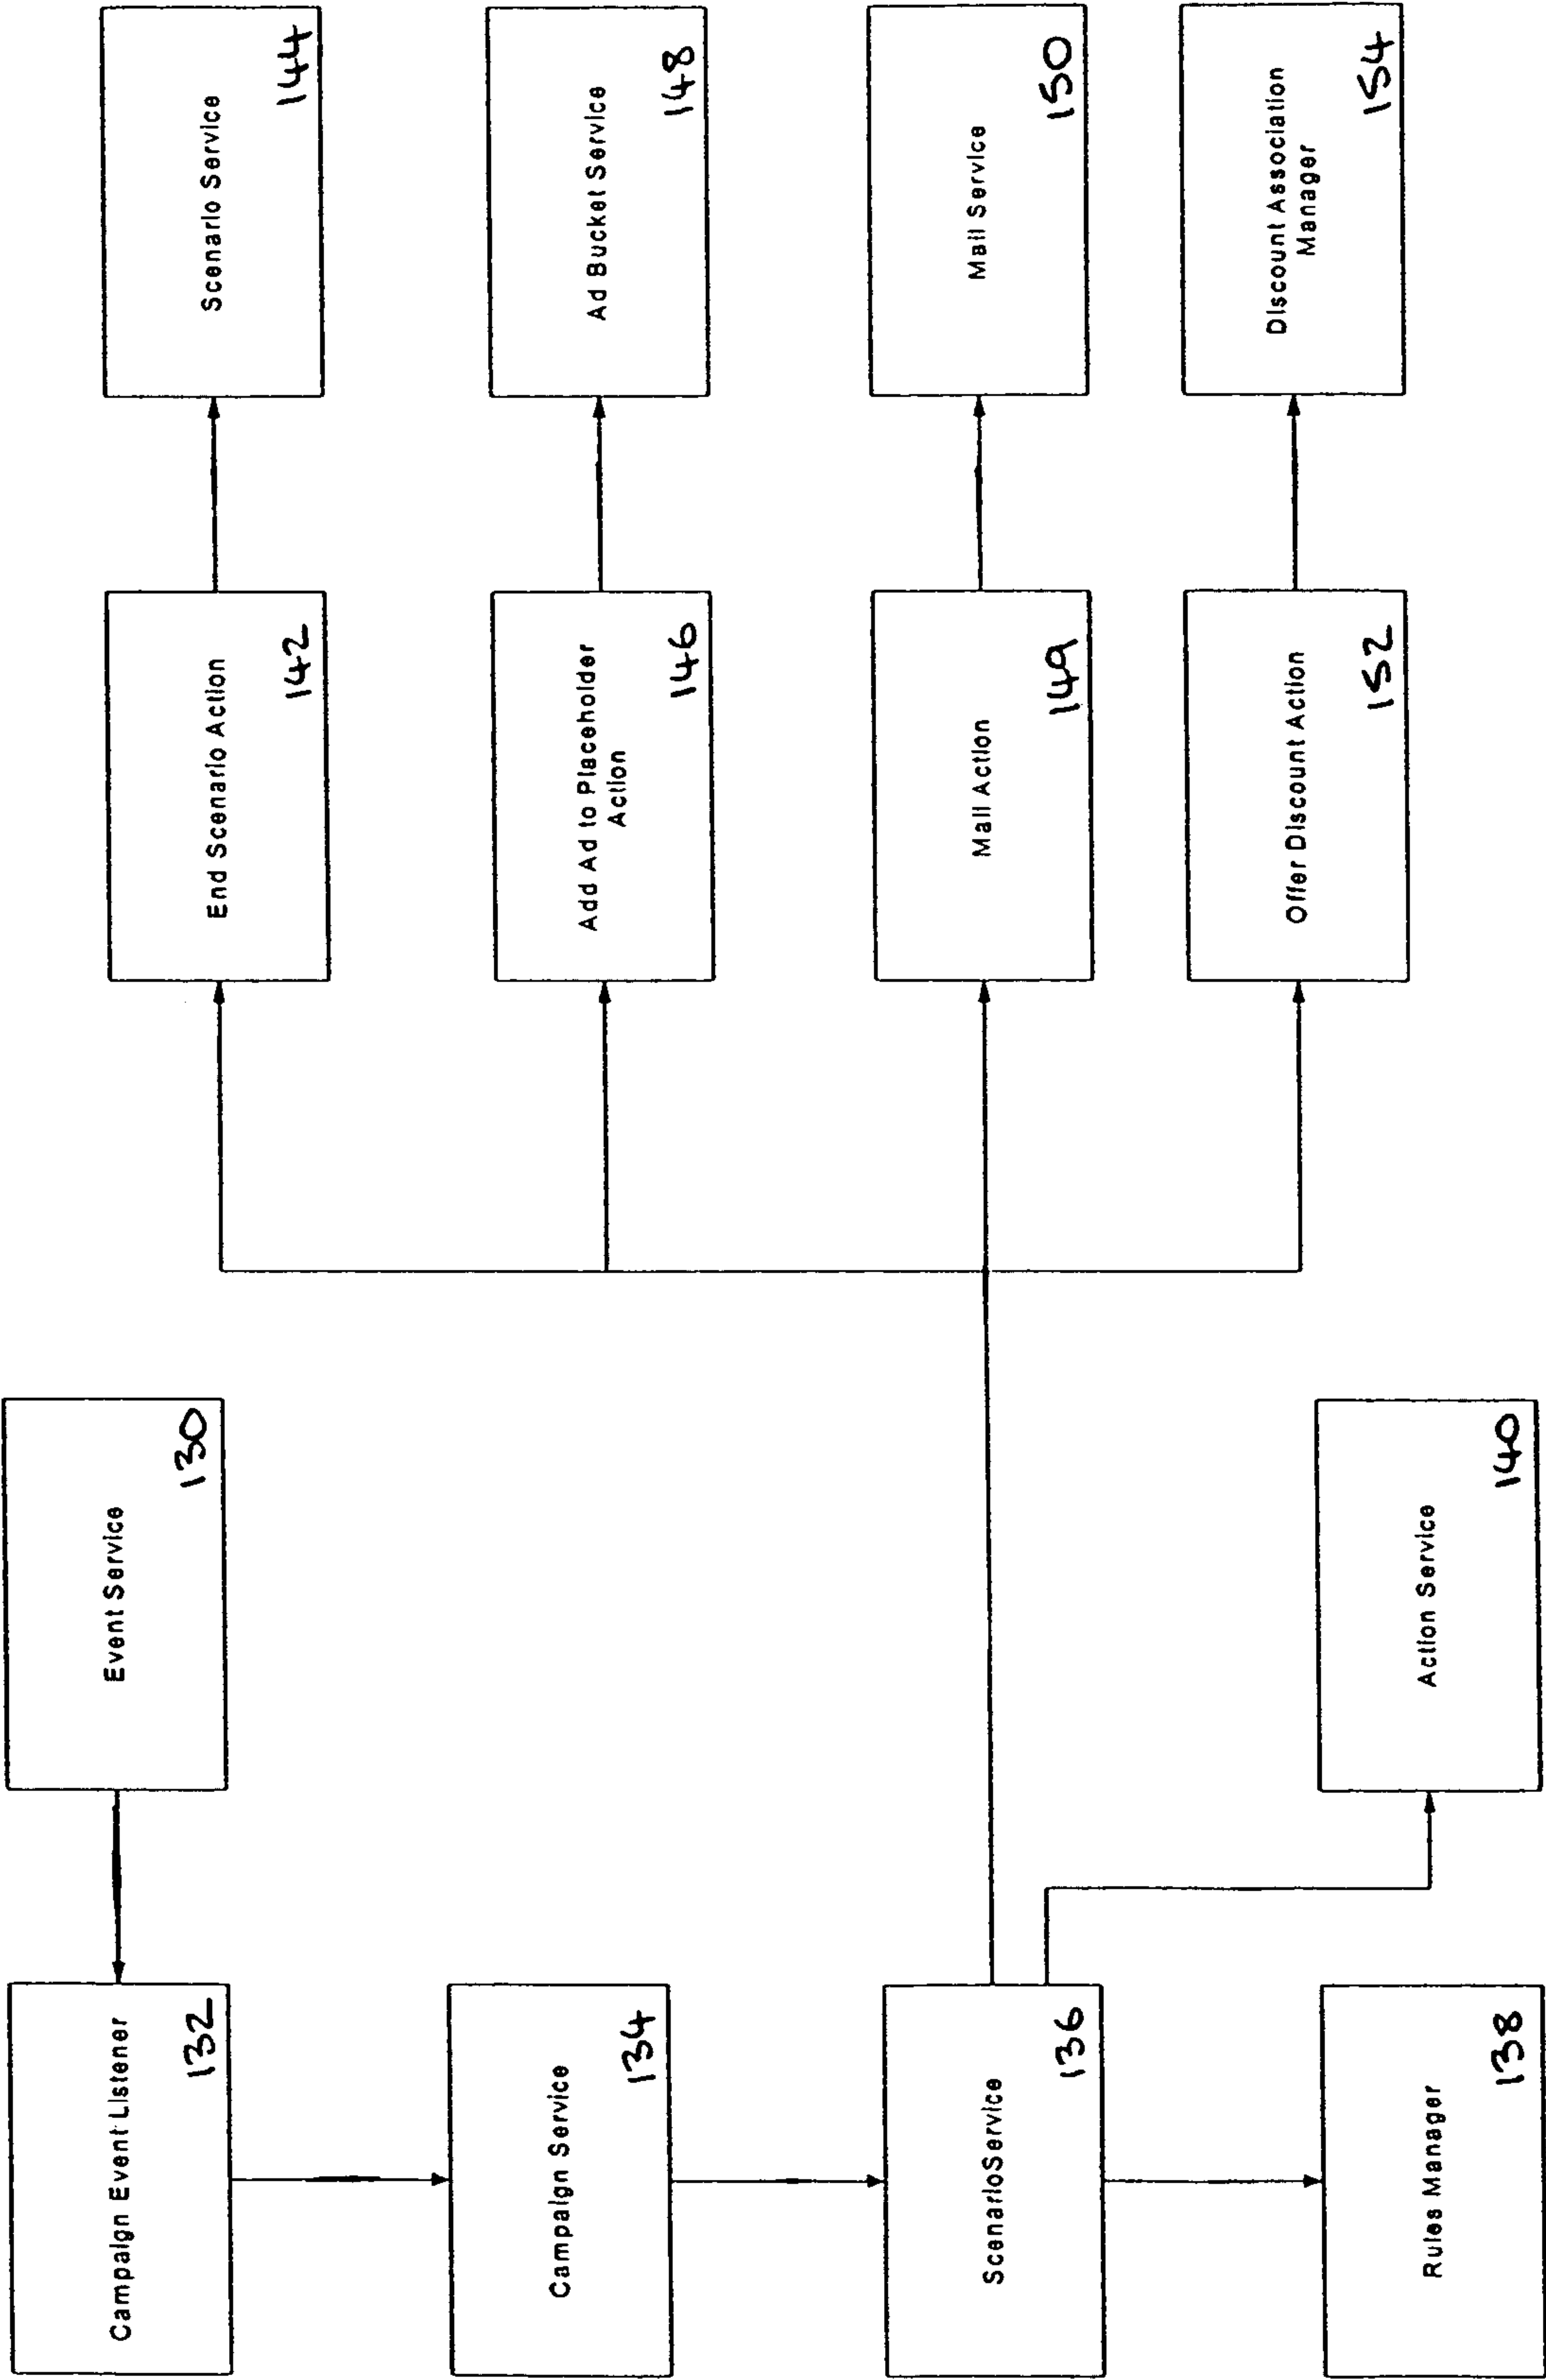 Campaign Event Listener
132
Event Service
130
End Scenario Action
142
Scenario Service
144
Campaign Service
134
Add Ad to Placeholder
Action
146
Ad Bucket Service
148
ScenarioService
136
Mail Action
149
Mail Service
150
Rules Manager
138
Action Service
140
Offer Discount Action
152
Discount Association
Manager
154